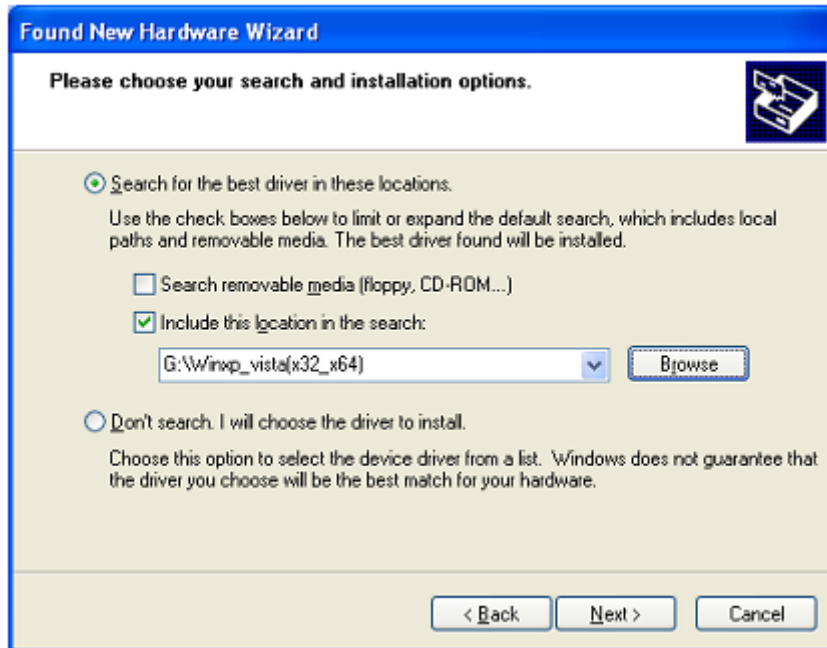 Found New Hardware Wizard
Please choose your search and installation options.
Search for the best driver in these locations.
Use the check boxes below to limit or expand the default search, which includes local
paths and removable media. The best driver found will be installed.
Search removable media (floppy, CD-ROM...)
Include this location in the search:
G:\Winxp_vista(x32_x64)
Browse
Don't search. I will choose the driver to install.
Choose this option to select the device driver from a list. Windows does not guarantee that
the driver you choose will be the best match for your hardware.
< Back
Next >
Cancel